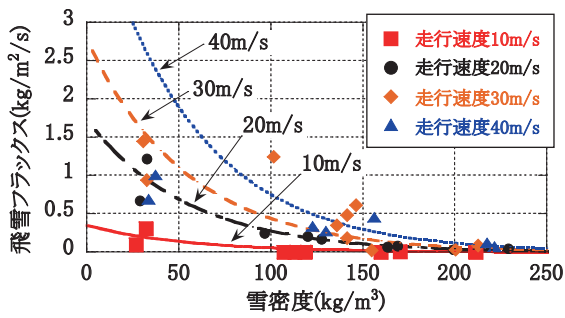 飛雪フラックス(kg/m²/s)
3
2.5
2
1.5
1
0.5
0
0 50 100 150 200 250
雪密度(kg/m³)
40m/s
30m/s
20m/s
10m/s
走行速度10m/s
走行速度20m/s
走行速度30m/s
走行速度40m/s